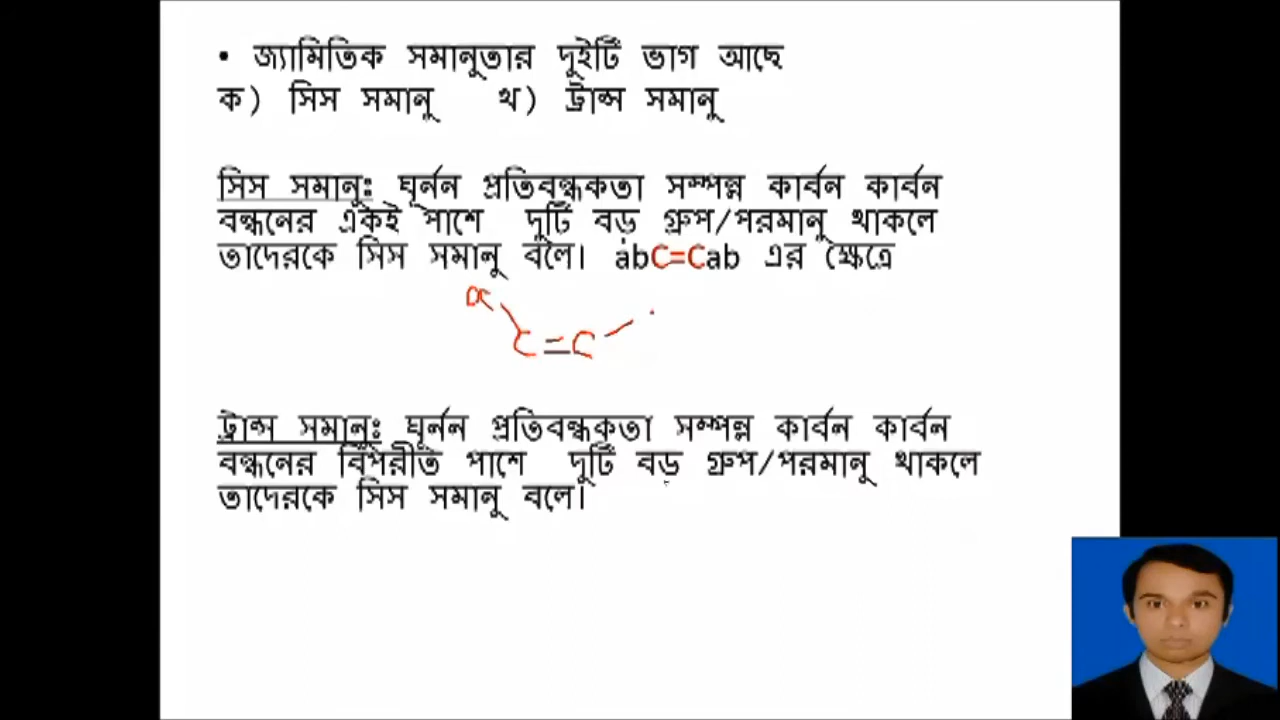 • জ্যামিতিক সমানুতার দুইটি ভাগ আছে
ক) সিস সমানু খ) ট্রান্স সমানু
সিস সমানুঃ ঘূর্নন প্রতিবন্ধকতা সম্পন্ন কার্বন কার্বন
বন্ধনের একই পাশে দুটি বড় গ্রুপ/পরমানু থাকলে
তাদেরকে সিস সমানু বলে। abC=Cab এর ক্ষেত্রে
a
C=C
ট্রান্স সমানুঃ ঘূর্নন প্রতিবন্ধকতা সম্পন্ন কার্বন কার্বন
বন্ধনের বিপরীত পাশে দুটি বড় গ্রুপ/পরমানু থাকলে
তাদেরকে সিস সমানু বলে।